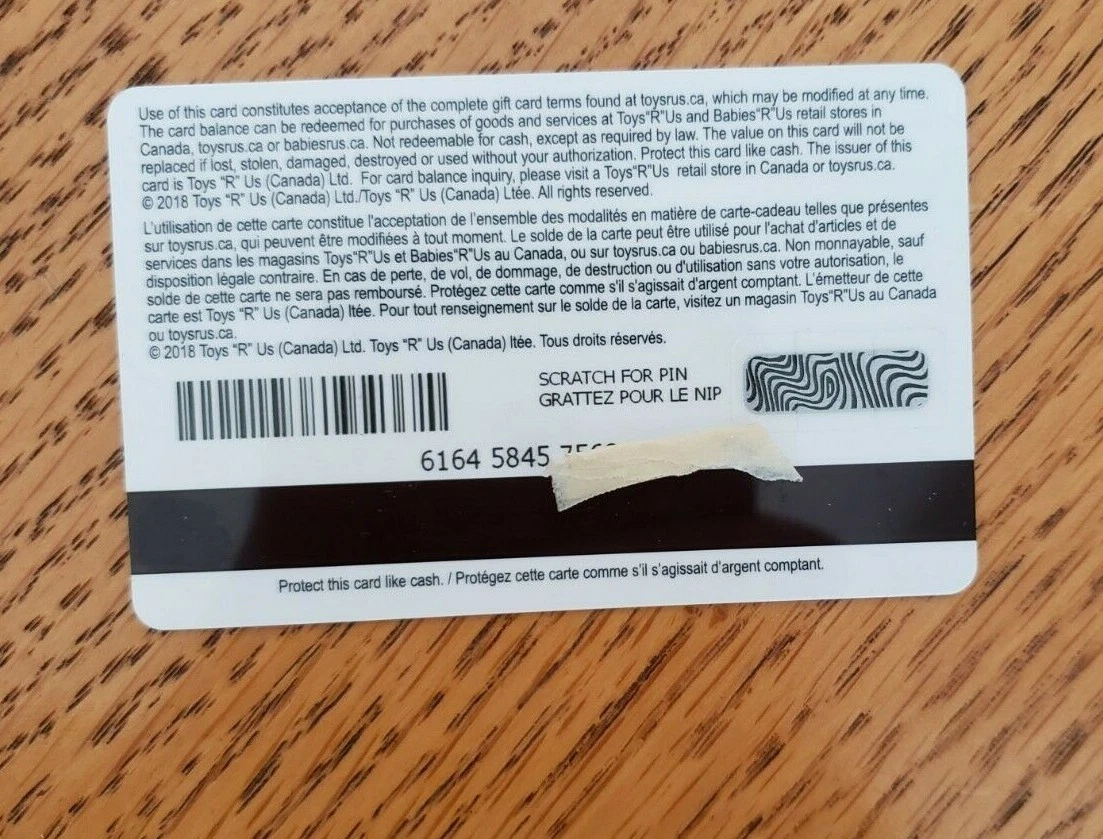 Use of this card constitutes acceptance of the complete gift card terms found at toysrus.ca, which may be modified at any time.
The card balance can be redeemed for purchases of goods and services at Toys"R"Us and Babies"R"Us retail stores in
Canada, toysrus.ca or babiesrus.ca. Not redeemable for cash, except as required by law. The value on this card will not be
replaced if lost, stolen, damaged, destroyed or used without your authorization. Protect this card like cash. The issuer of this
card is Toys "R" Us (Canada) Ltd. For card balance inquiry, please visit a Toys"R"Us retail store in Canada or toysrus.ca.
© 2018 Toys "R" Us (Canada) Ltd./Toys "R" Us (Canada) Ltée. All rights reserved.
L'utilisation de cette carte constitue l'acceptation de l'ensemble des modalités en matière de carte-cadeau telles que présentes
sur toysrus.ca, qui peuvent être modifiées à tout moment. Le solde de la carte peut être utilisé pour l'achat d'articles et de
services dans les magasins Toys"R"Us et Babies"R"Us au Canada, ou sur toysrus.ca ou babiesrus.ca. Non monnayable, sauf
disposition légale contraire. En cas de perte, de vol, de dommage, de destruction ou d'utilisation sans votre autorisation, le
solde de cette carte ne sera pas remboursé. Protégez cette carte comme s'il s'agissait d'argent comptant. L'émetteur de cette
carte est Toys "R" Us (Canada) ltée. Pour tout renseignement sur le solde de la carte, visitez un magasin Toys"R"Us au Canada
ou toysrus.ca.
© 2018 Toys "R" Us (Canada) Ltd. Toys "R" Us (Canada) ltée. Tous droits réservés.
SCRATCH FOR PIN
GRATTEZ POUR LE NIP
6164 5845
Protect this card like cash. / Protégez cette carte comme s'il s'agissait d'argent comptant.